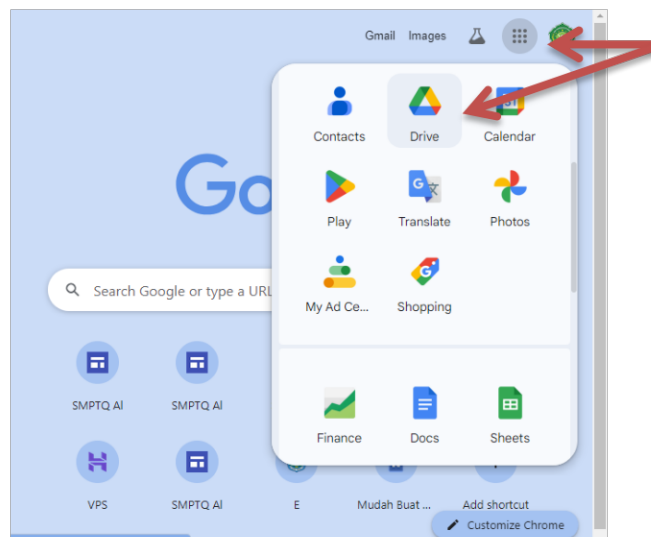 Gmail Images
Contacts Drive Calendar
Go
Play Translate Photos
Search Google or type a URL
My Ad Ce... Shopping
SMPTQ Al SMPTQ Al
Finance Docs Sheets
VPS SMPTQ Al E Mudah Buat ... Add shortcut
Customize Chrome